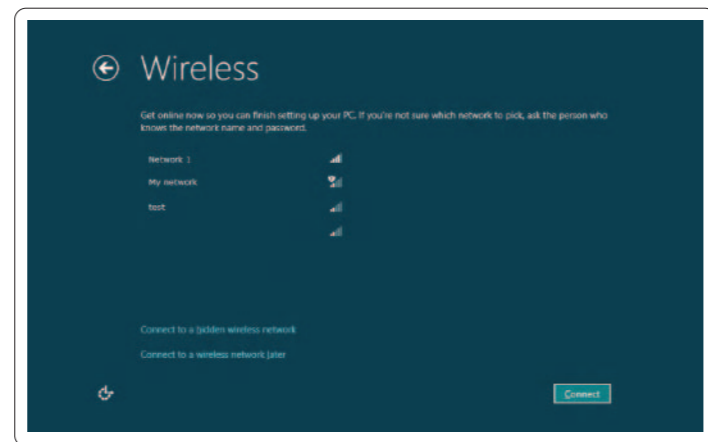 Wireless
Get online now so you can finish setting up your PC. If you're not sure which network to pick, ask the person who
knows the network name and password.
Network 1
My network
test
Connect to a hidden wireless network
Connect to a wireless network later
Connect